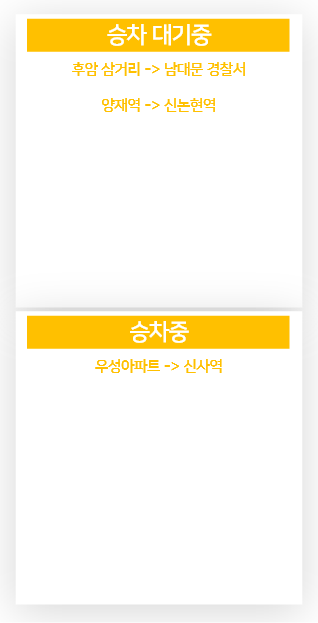 승차 대기중
후암 삼거리 -> 남대문 경찰서
양재역 -> 신논현역
승차중
우성아파트 -> 신사역